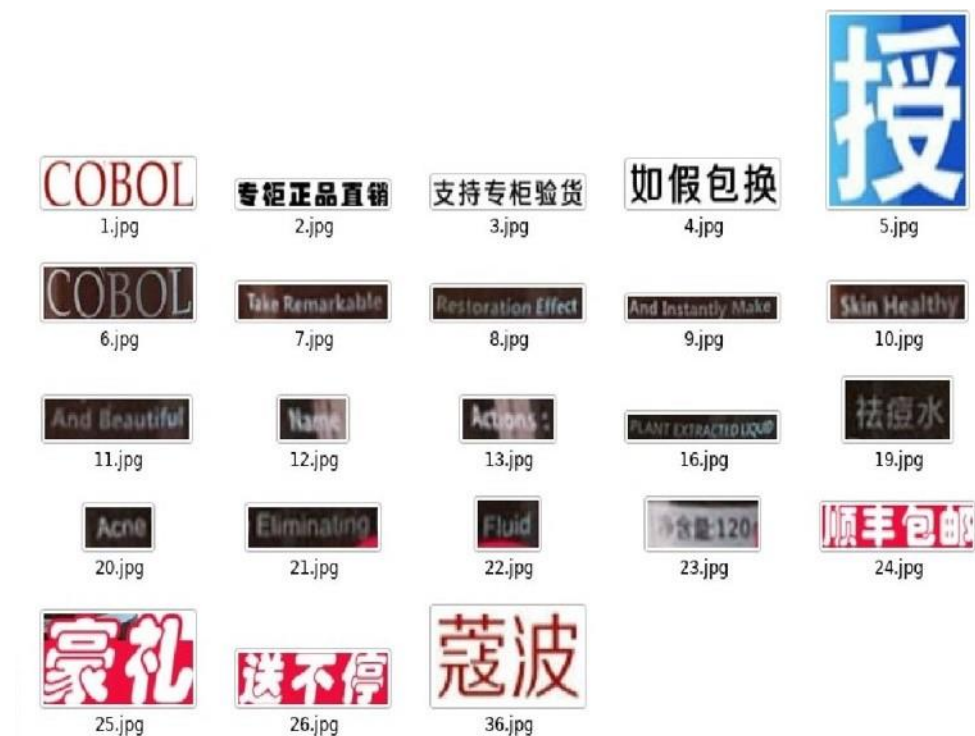 授
COBOL 专柜正品直销 支持专柜验货 如假包换
1.jpg 2.jpg 3.jpg 4.jpg 5.jpg
COBOL Take Remarkable Restoration Effect And Instantly Make Skin Healthy
6.jpg 7.jpg 8.jpg 9.jpg 10.jpg
And Beautiful Name Actions: PLANT EXTRACTED LIQUID 祛痘水
11.jpg 12.jpg 13.jpg 16.jpg 19.jpg
Acne Eliminating Fluid 净含量:120 顺丰包邮
20.jpg 21.jpg 22.jpg 23.jpg 24.jpg
豪礼 送不停 蔻波
25.jpg 26.jpg 36.jpg